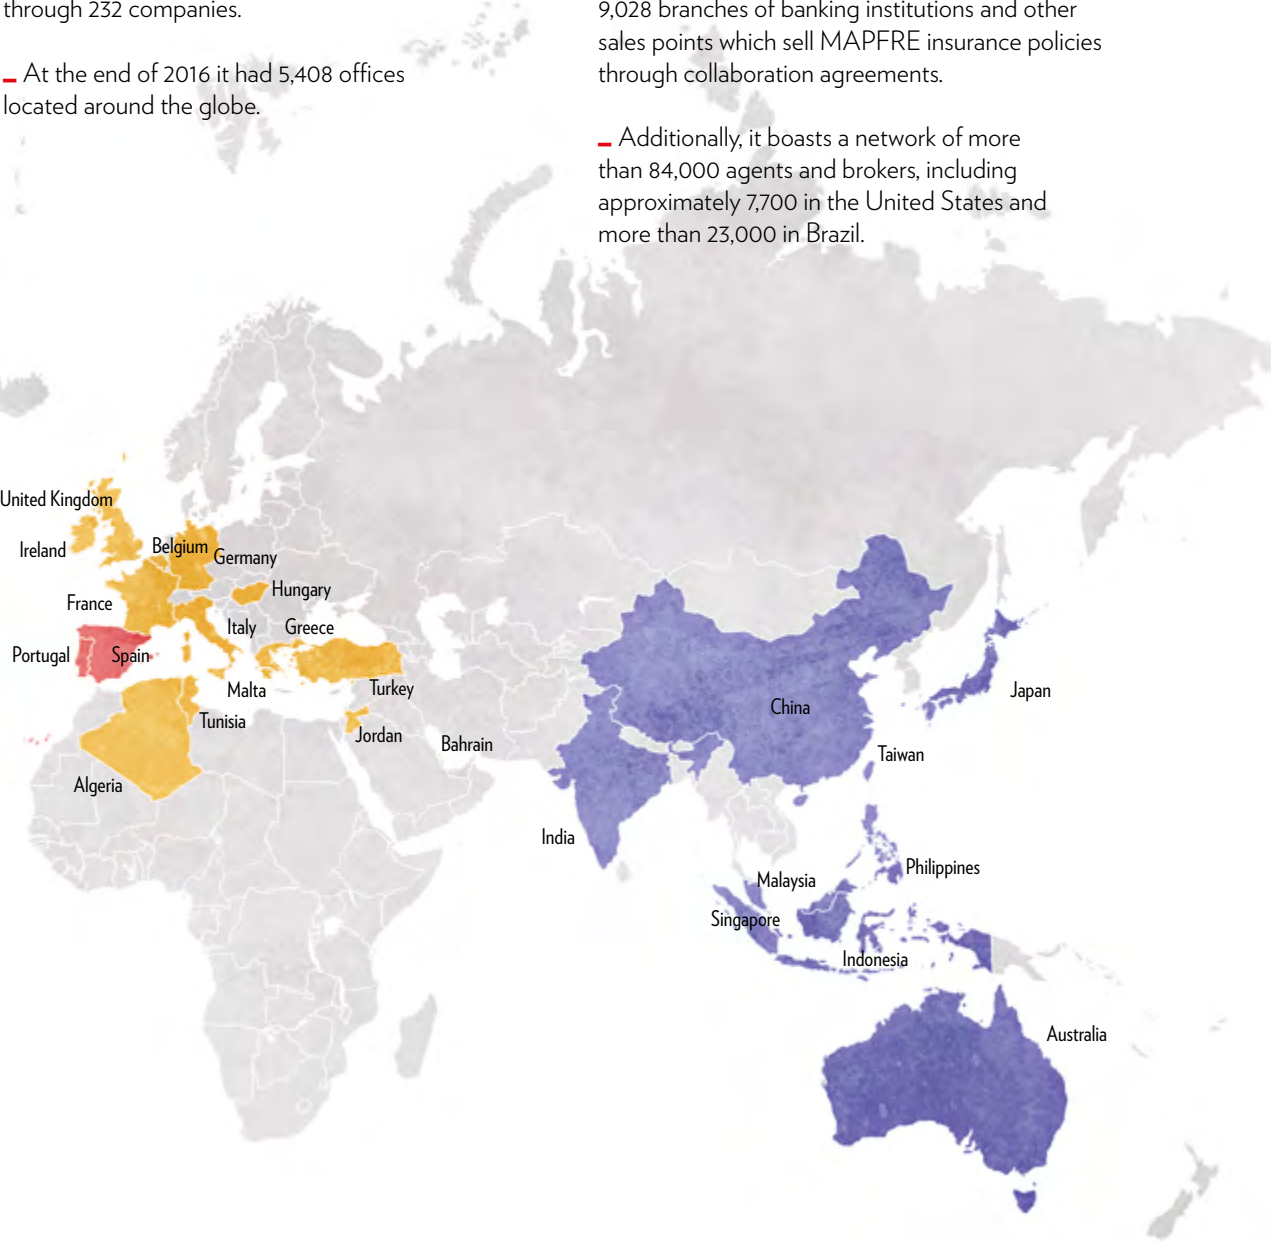 through 232 companies.
– At the end of 2016 it had 5,408 offices
located around the globe.
9,028 branches of banking institutions and other
sales points which sell MAPFRE insurance policies
through collaboration agreements.
– Additionally, it boasts a network of more
than 84,000 agents and brokers, including
approximately 7,700 in the United States and
more than 23,000 in Brazil.
United Kingdom
Ireland
Belgium
Germany
Hungary
France
Italy
Greece
Portugal
Spain
Malta
Turkey
Tunisia
Jordan
Bahrain
Algeria
China
Japan
Taiwan
India
Philippines
Malaysia
Singapore
Indonesia
Australia